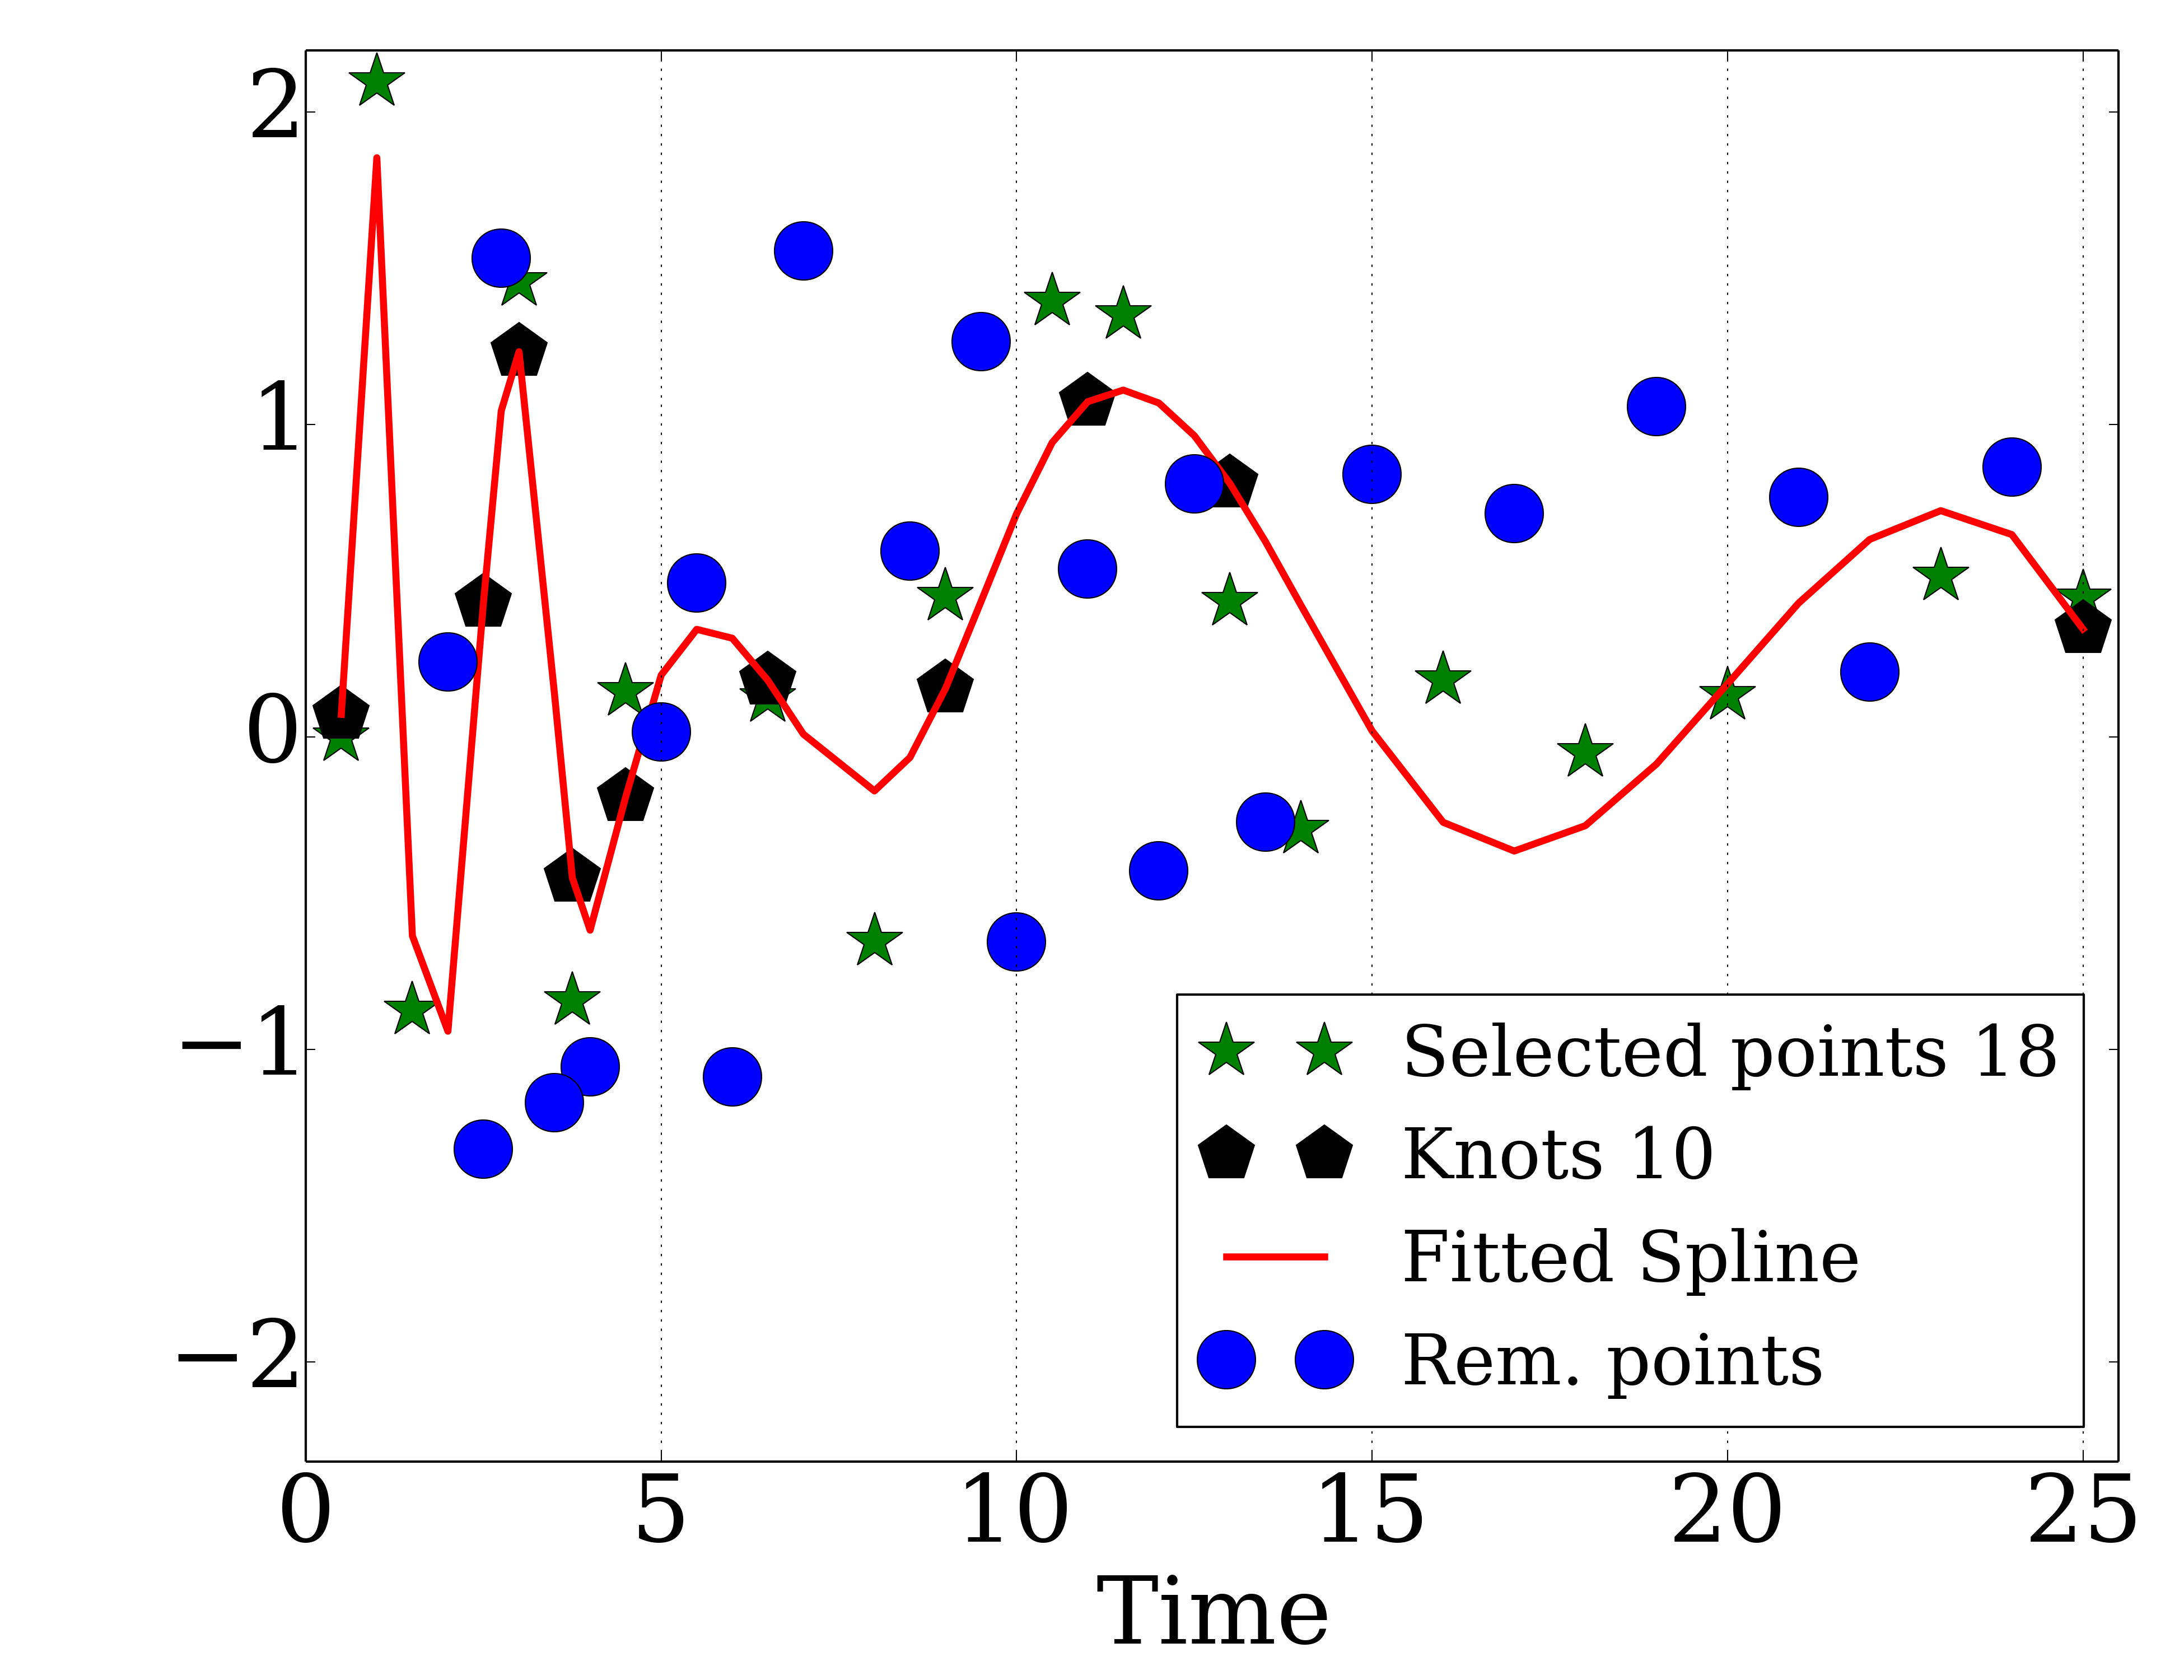 2
1
0
−1
−2
0 5 10 15 20 25
Time
Selected points 18
Knots 10
Fitted Spline
Rem. points